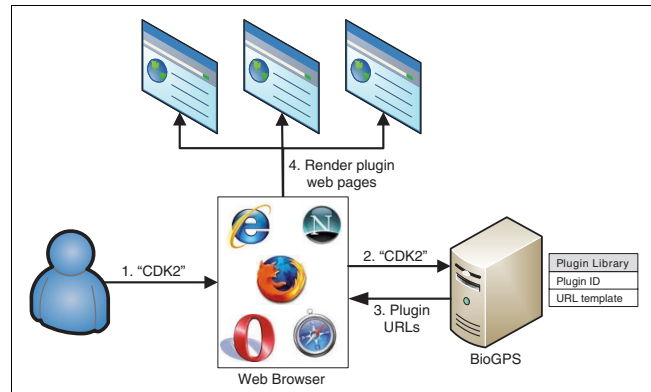 4. Render plugin
web pages
1. “CDK2”
N
2. “CDK2”
3. Plugin
URLs
Plugin Library
Plugin ID
URL template
BioGPS
Web Browser